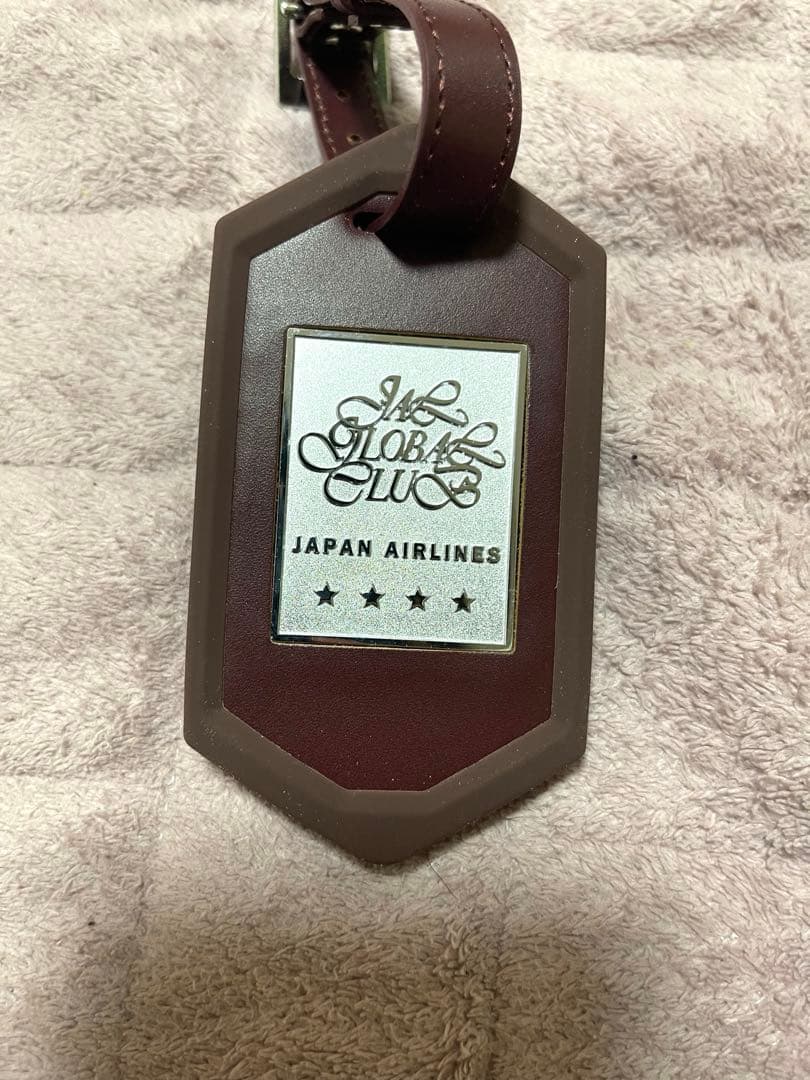 JAL
GLOBAL
CLUB
JAPAN AIRLINES
★ ★ ★ ★